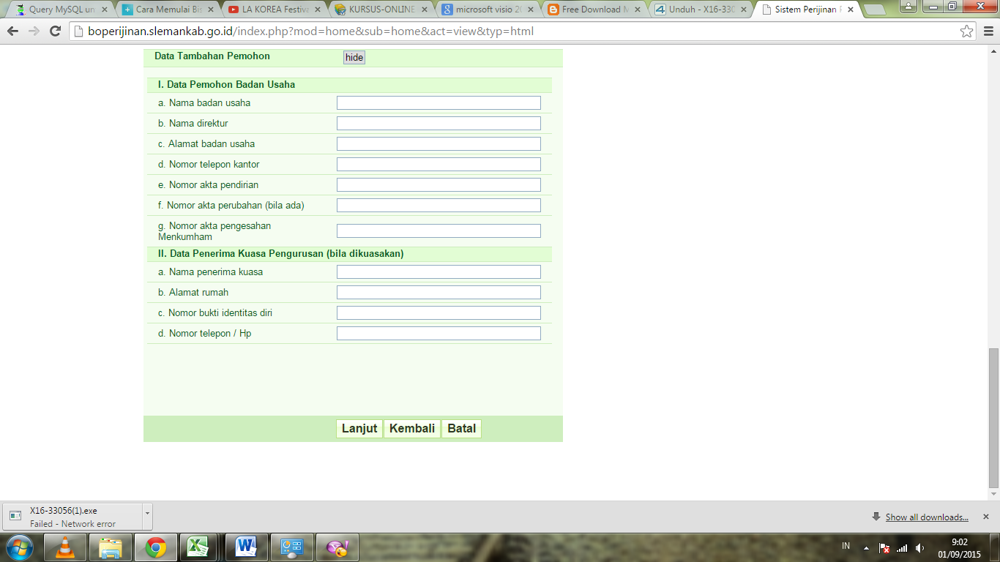 Query MySQL un
Cara Memulai Bis
LA KOREA Festiva
KURSUS-ONLINE
microsoft visio 20
Free Download M
Unduh - X16-330
Sistem Perijinan P
boperijinan.slemankab.go.id/index.php?mod=home&sub=home&act=view&typ=html
Data Tambahan Pemohon hide
I. Data Pemohon Badan Usaha
a. Nama badan usaha
b. Nama direktur
c. Alamat badan usaha
d. Nomor telepon kantor
e. Nomor akta pendirian
f. Nomor akta perubahan (bila ada)
g. Nomor akta pengesahan
Menkumham
II. Data Penerima Kuasa Pengurusan (bila dikuasakan)
a. Nama penerima kuasa
b. Alamat rumah
c. Nomor bukti identitas diri
d. Nomor telepon / Hp
Lanjut Kembali Batal
X16-33056(1).exe
Failed - Network error
Show all downloads...
IN
9:02
01/09/2015